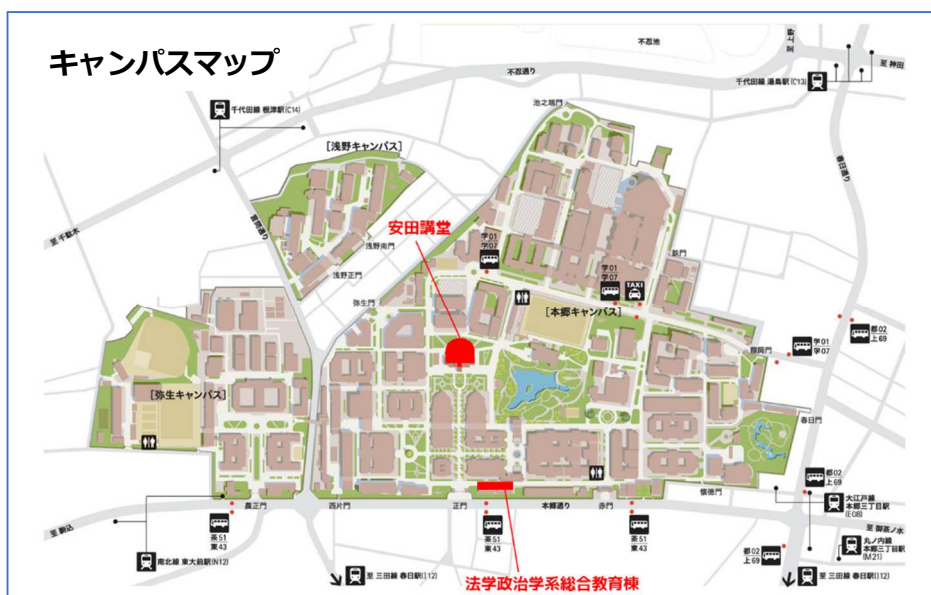 キャンパスマップ
不忍池
至 上野
至 神田
千代田線 湯島駅(C13)
不忍通り
池之端門
千代田線 根津駅(C14)
[浅野キャンパス]
春日通り
至 千駄木
言問通り
安田講堂
浅野南門
学01
学07
鉄門
浅野正門
学01
学07
TAXI
弥生門
[本郷キャンパス]
都02
上69
学01
学07
龍岡門
[弥生キャンパス]
春日門
都02
上69
懐徳門
大江戸線
本郷三丁目駅
(E08)
農正門
西片門
正門
本郷通り
赤門
至 駒込
茶51
東43
茶51
東43
茶51
東43
至 御茶ノ水
丸ノ内線
本郷三丁目駅
(M21)
都02
上69
南北線 東大前駅(N12)
至 三田線 春日駅(I12)
法学政治学系総合教育棟
至 三田線 春日駅(I12)